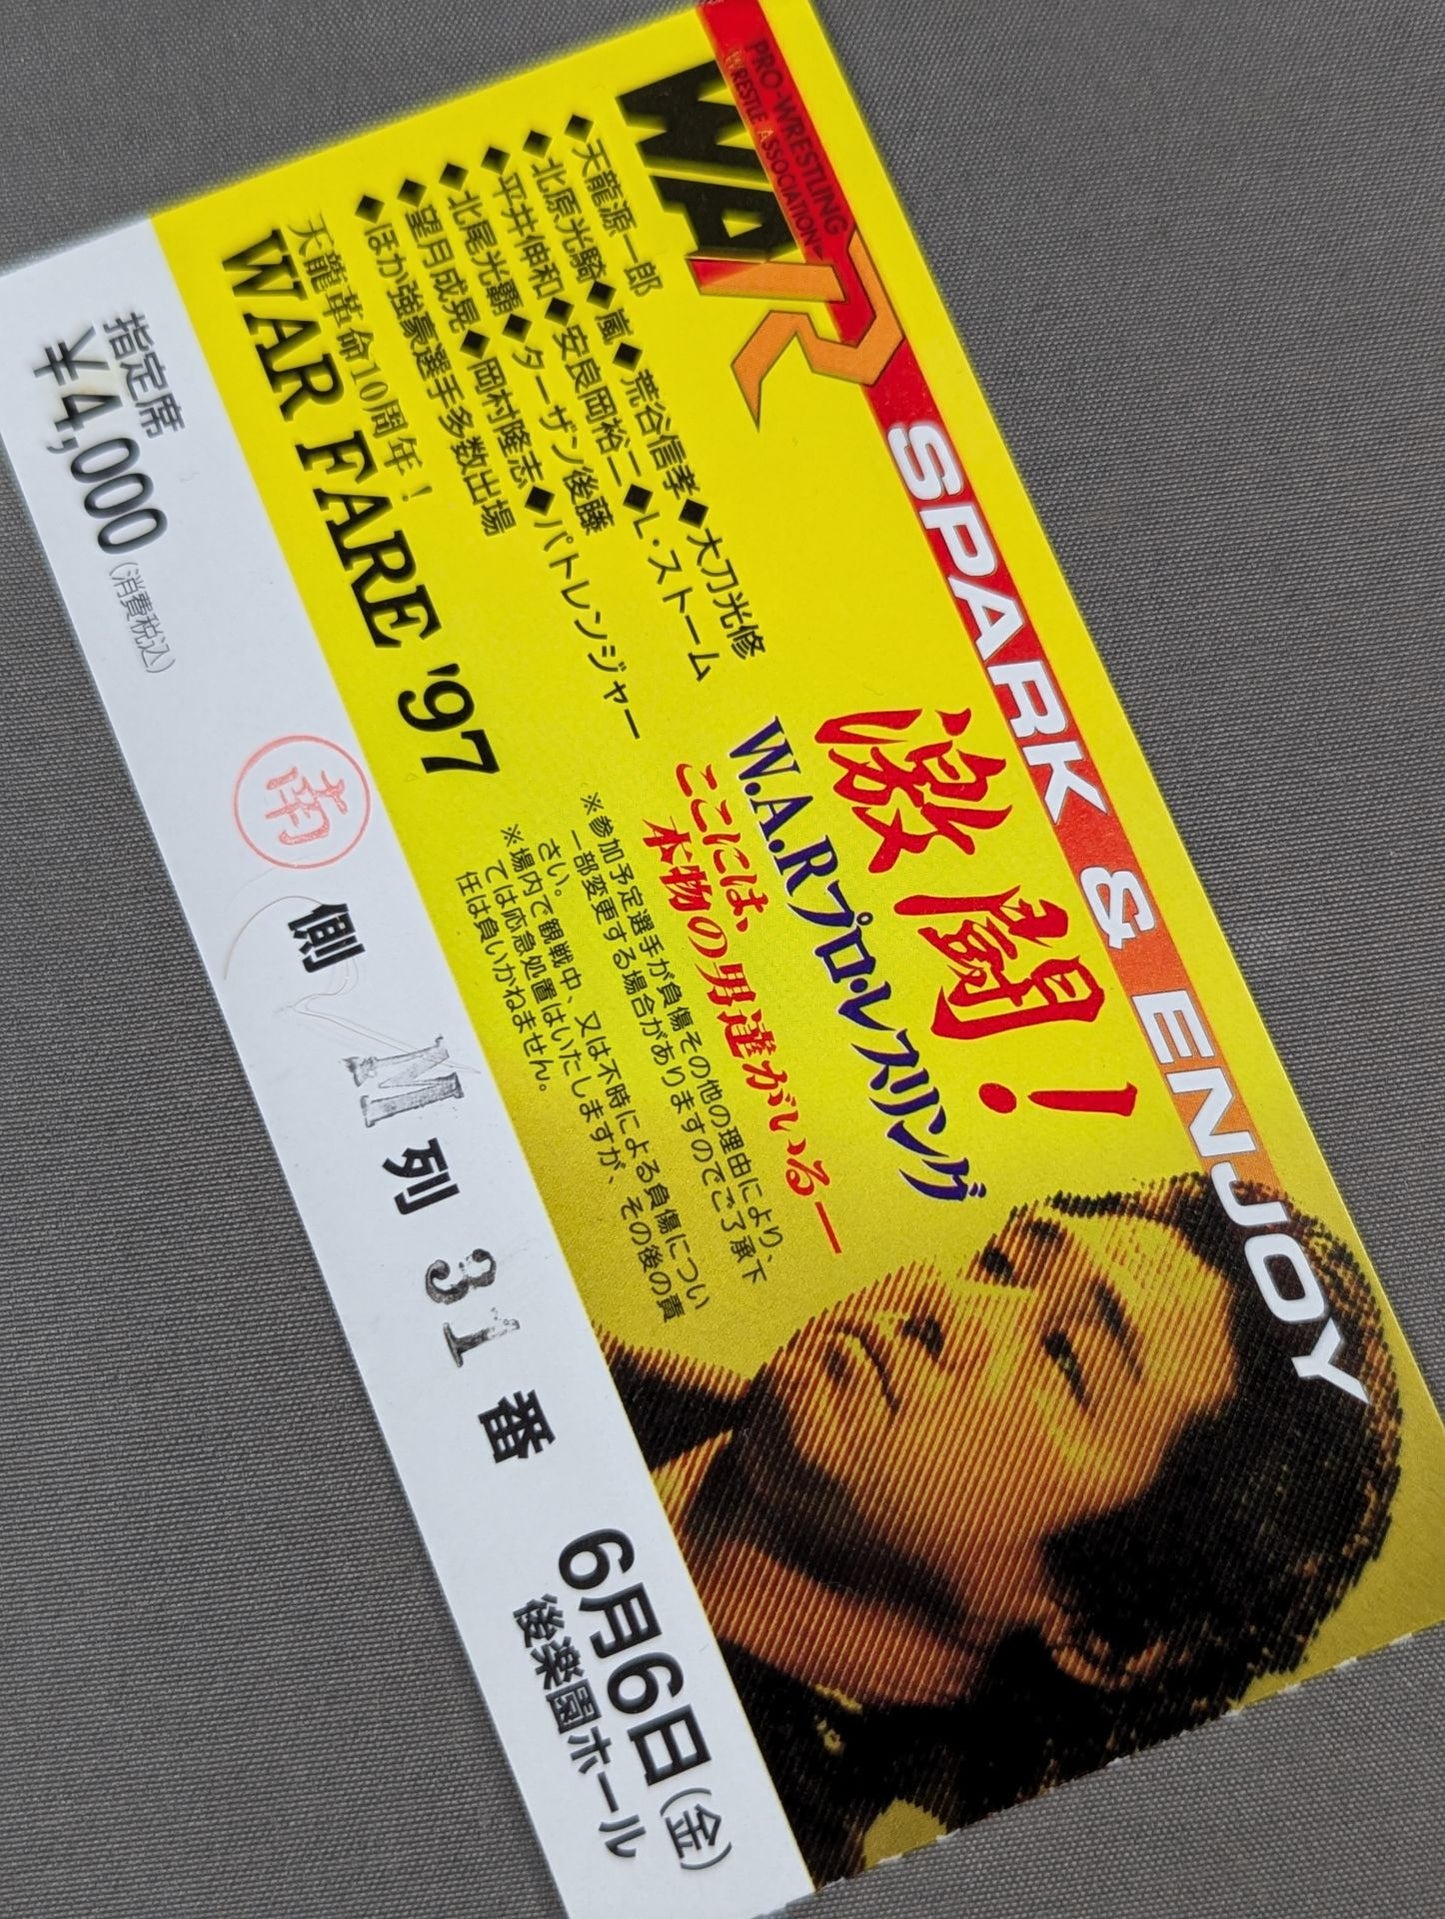 PRO-WRESTLING
WRESTLE ASSOCIATION
WAR
SPARK & ENJOY
◆天龍源一郎
◆北原光騎◆嵐◆荒谷信孝◆大刀光修
◆平井伸和◆安良岡裕二◆L・ストーム
◆北尾光覇◆ターザン後藤
◆望月成晃◆岡村隆志◆パトレンジャー
◆ほか強豪選手多数出場
天龍革命10周年!
WAR FARE '97
激闘!
W.A.Rプロ・レスリング
ここには、
本物の男達がいるー
※参加予定選手が負傷その他の理由により、
一部変更する場合がありますのでご了承下
さい。
※場内で観戦中、又は不時による負傷につい
ては応急処置はいたしますが、その後の責
任は負いかねません。
指定席
¥4,000(消費税込)
南 側 M 列 31 番
6月6日(金)
後楽園ホール